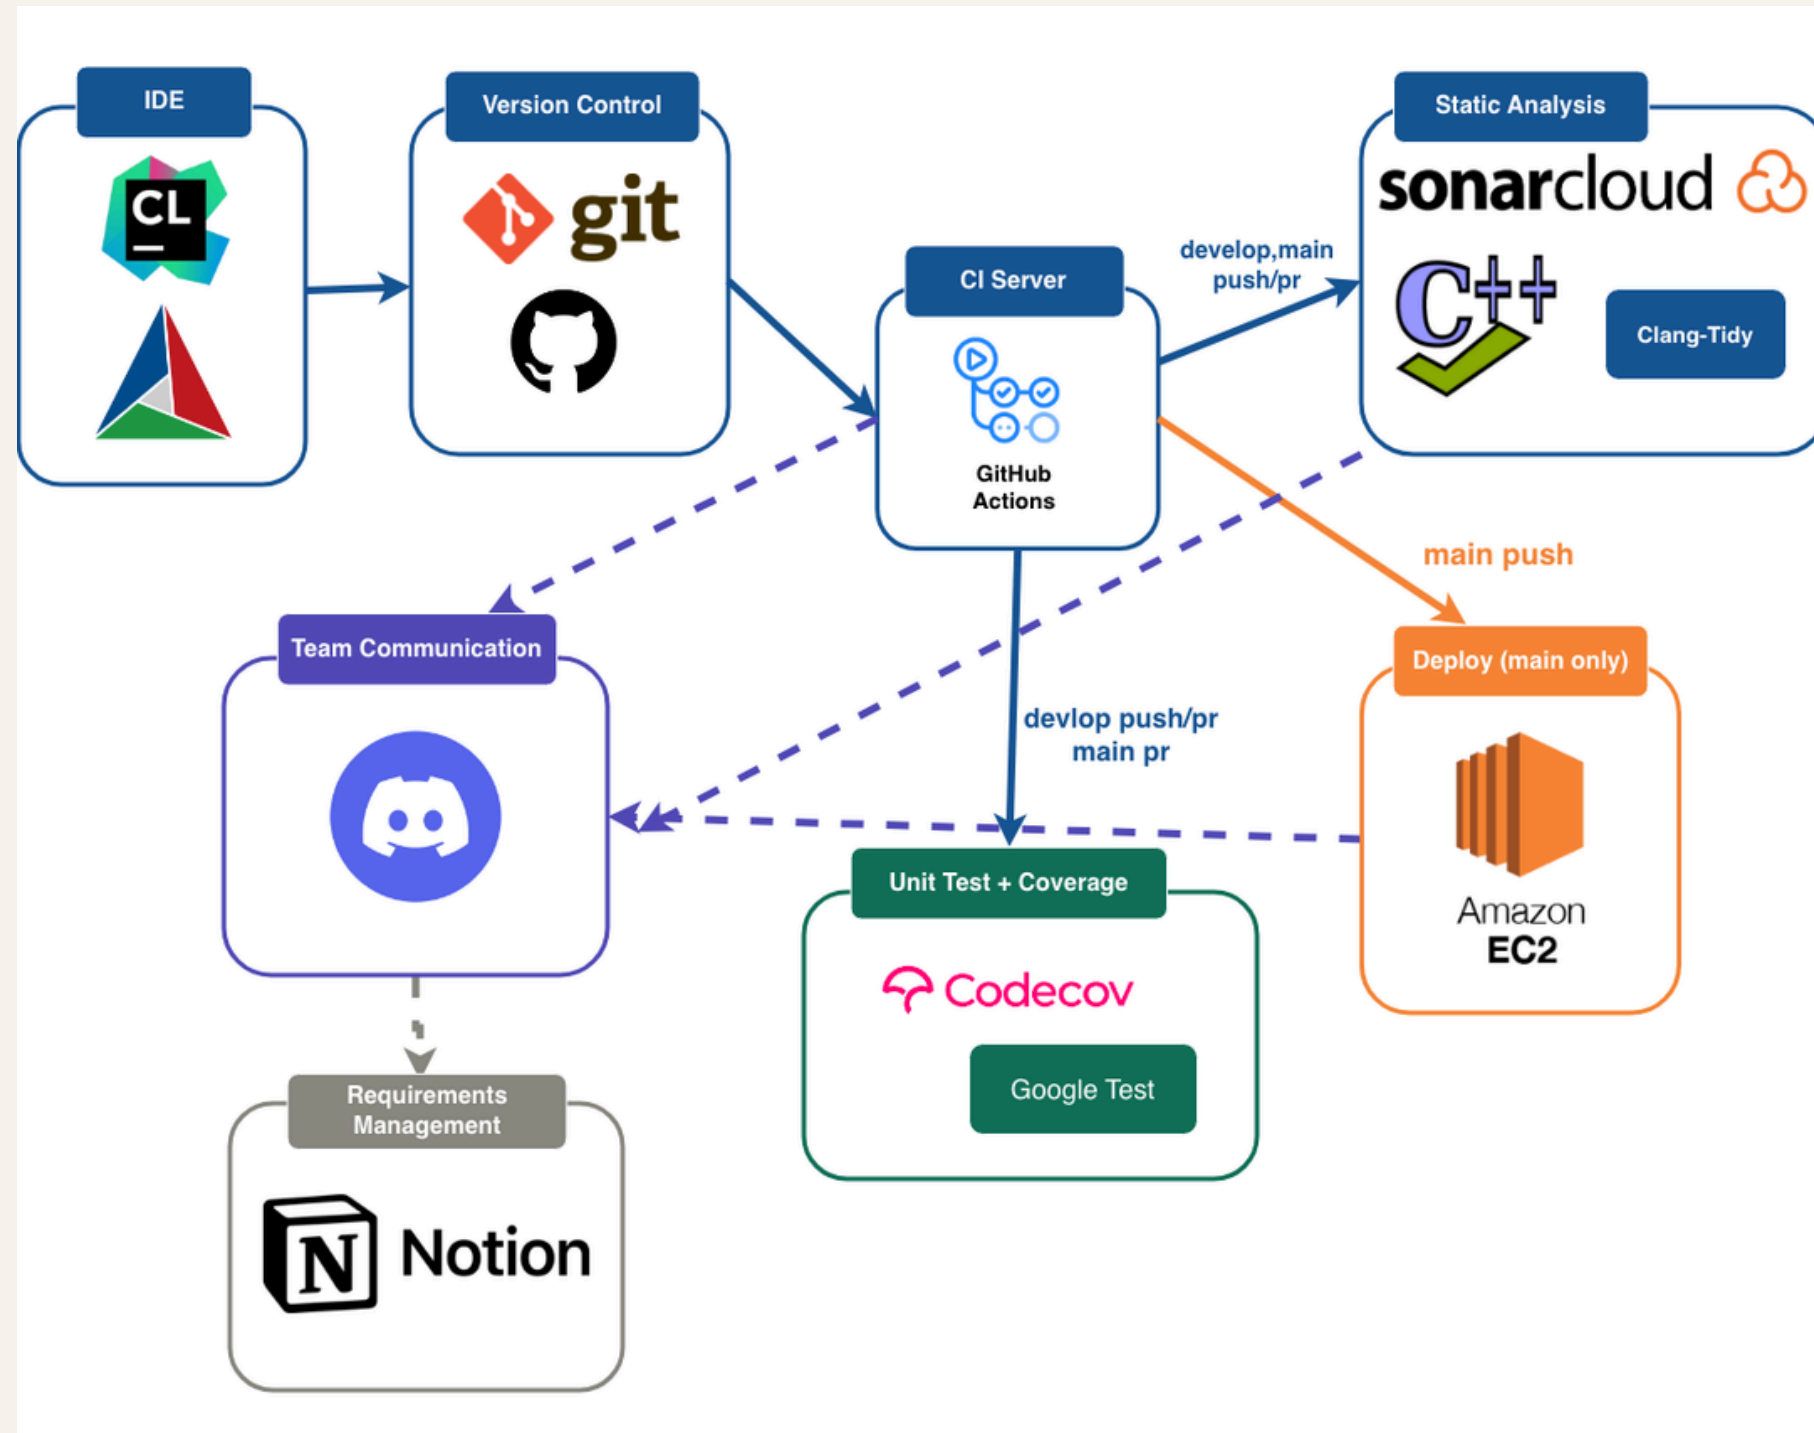 IDE
CL
Version Control
git
CI Server
GitHub
Actions
develop,main
push/pr
Static Analysis
sonarcloud
C++
Clang-Tidy
main push
Team Communication
devlop push/pr
main pr
Deploy (main only)
Amazon
EC2
Unit Test + Coverage
Codecov
Google Test
Requirements
Management
N Notion